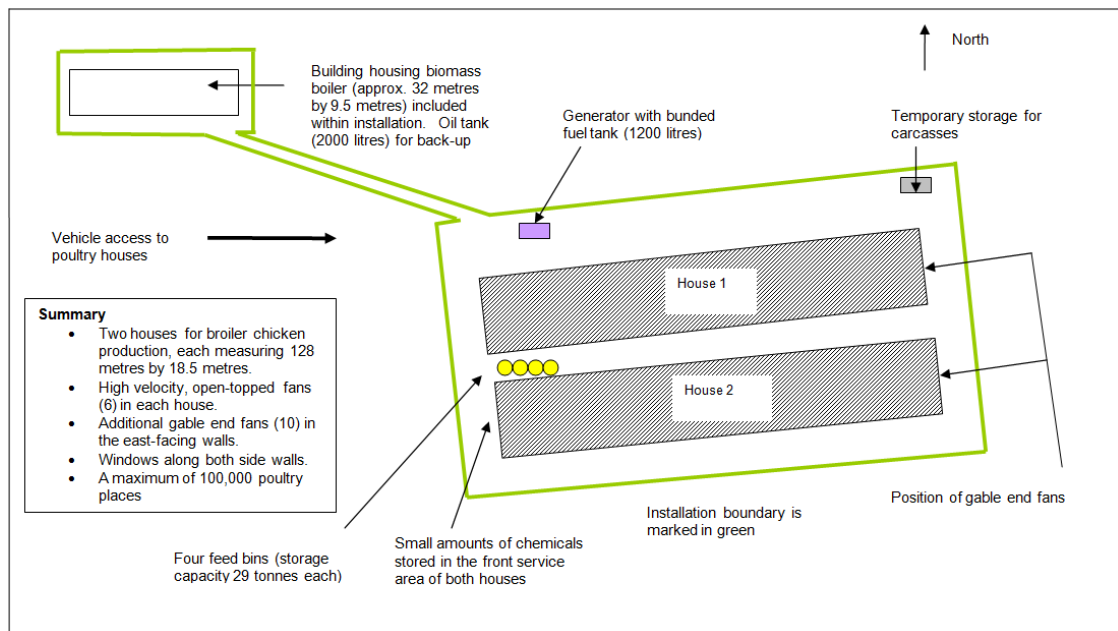 North
Building housing biomass
boiler (approx. 32 metres
by 9.5 metres) included
within installation. Oil tank
(2000 litres) for back-up
Generator with bunded
fuel tank (1200 litres)
Temporary storage for
carcasses
Vehicle access to
poultry houses
House 1
Summary
• Two houses for broiler chicken
production, each measuring 128
metres by 18.5 metres.
• High velocity, open-topped fans
(6) in each house.
• Additional gable end fans (10) in
the east-facing walls.
• Windows along both side walls.
• A maximum of 100,000 poultry
places
House 2
Position of gable end fans
Installation boundary is
marked in green
Four feed bins (storage
capacity 29 tonnes each)
Small amounts of chemicals
stored in the front service
area of both houses